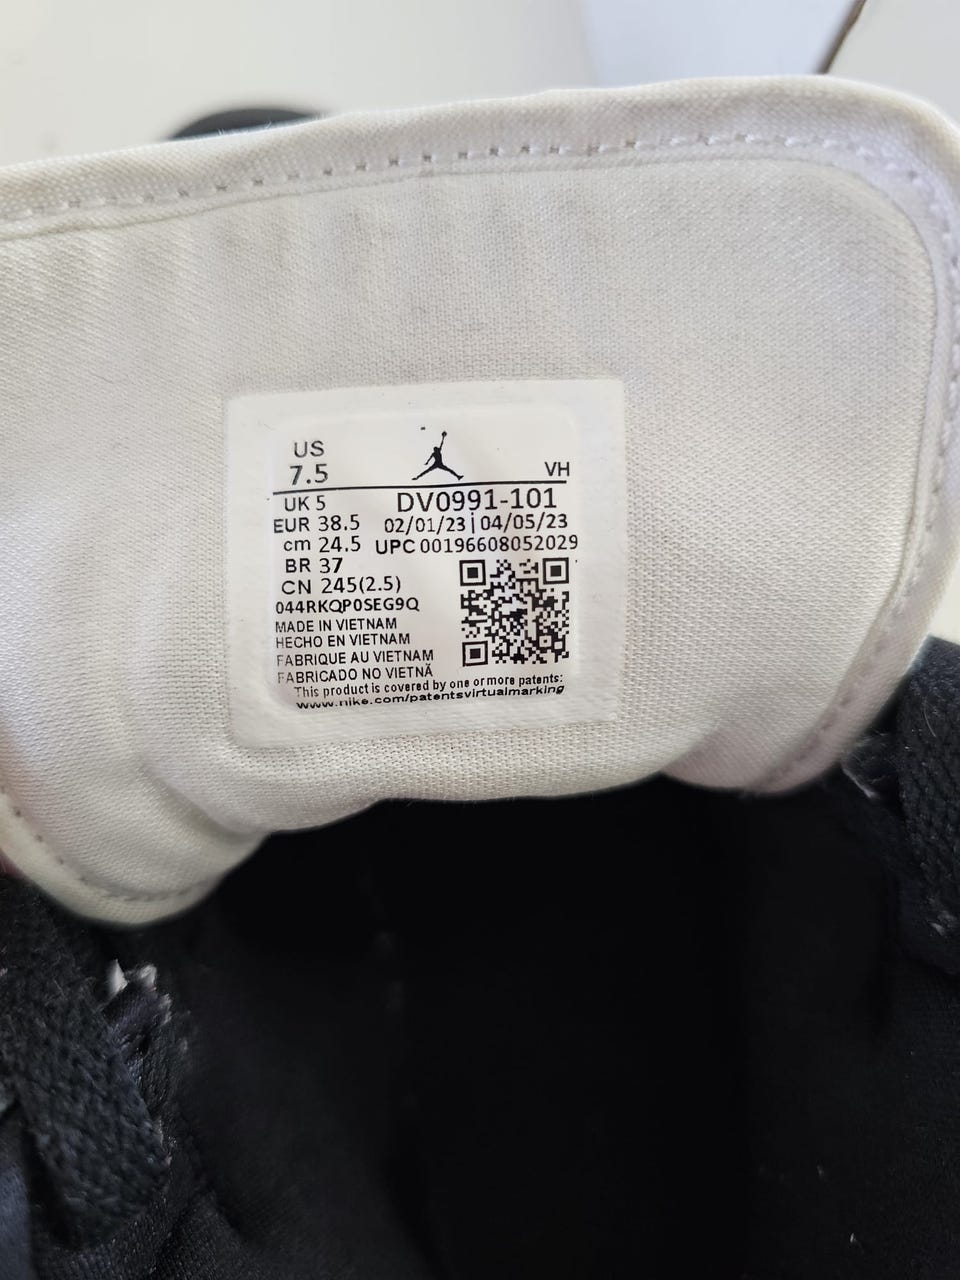 US
7.5
VH
UK 5
DV0991-101
EUR 38.5
02/01/23 | 04/05/23
cm 24.5
UPC 00196608052029
BR 37
CN 245(2.5)
044RKQP0SEG9Q
MADE IN VIETNAM
HECHO EN VIETNAM
FABRIQUE AU VIETNAM
FABRICADO NO VIETNÃ
This product is covered by one or more patents:
www.nike.com/patentsvirtualmarking